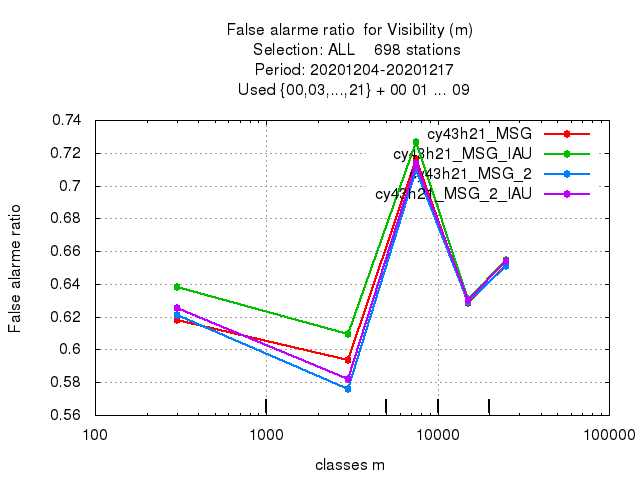 False alarme ratio  for Visibility (m)
Selection: ALL    698 stations
Period: 20201204-20201217
Used {00,03,...,21} + 00 01 ... 09
0.74
0.72
0.7
0.68
0.66
0.64
0.62
0.6
0.58
0.56
False alarme ratio
cy43h21_MSG
cy43h21_MSG_IAU
cy43h21_MSG_2
cy43h21_MSG_2_IAU
100 1000 10000 100000
classes m